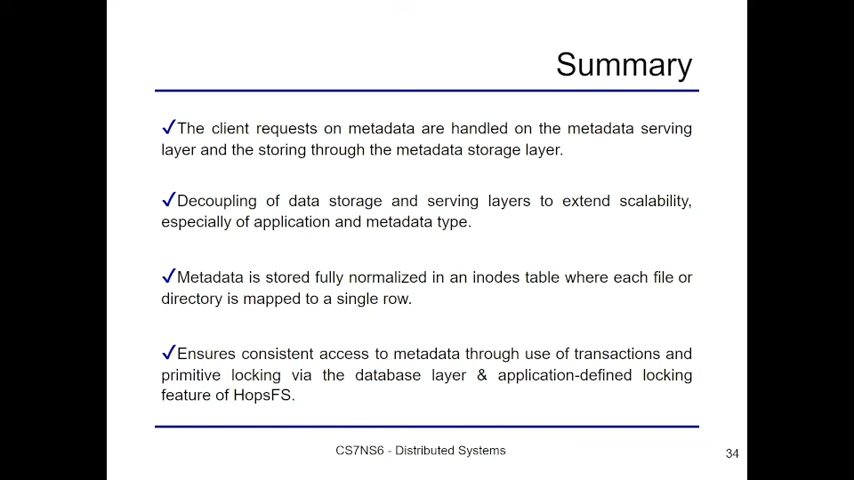 Summary
✓The client requests on metadata are handled on the metadata serving
layer and the storing through the metadata storage layer.
✓Decoupling of data storage and serving layers to extend scalability,
especially of application and metadata type.
✓Metadata is stored fully normalized in an inodes table where each file or
directory is mapped to a single row.
✓Ensures consistent access to metadata through use of transactions and
primitive locking via the database layer & application-defined locking
feature of HopsFS.
CS7NS6 - Distributed Systems
34